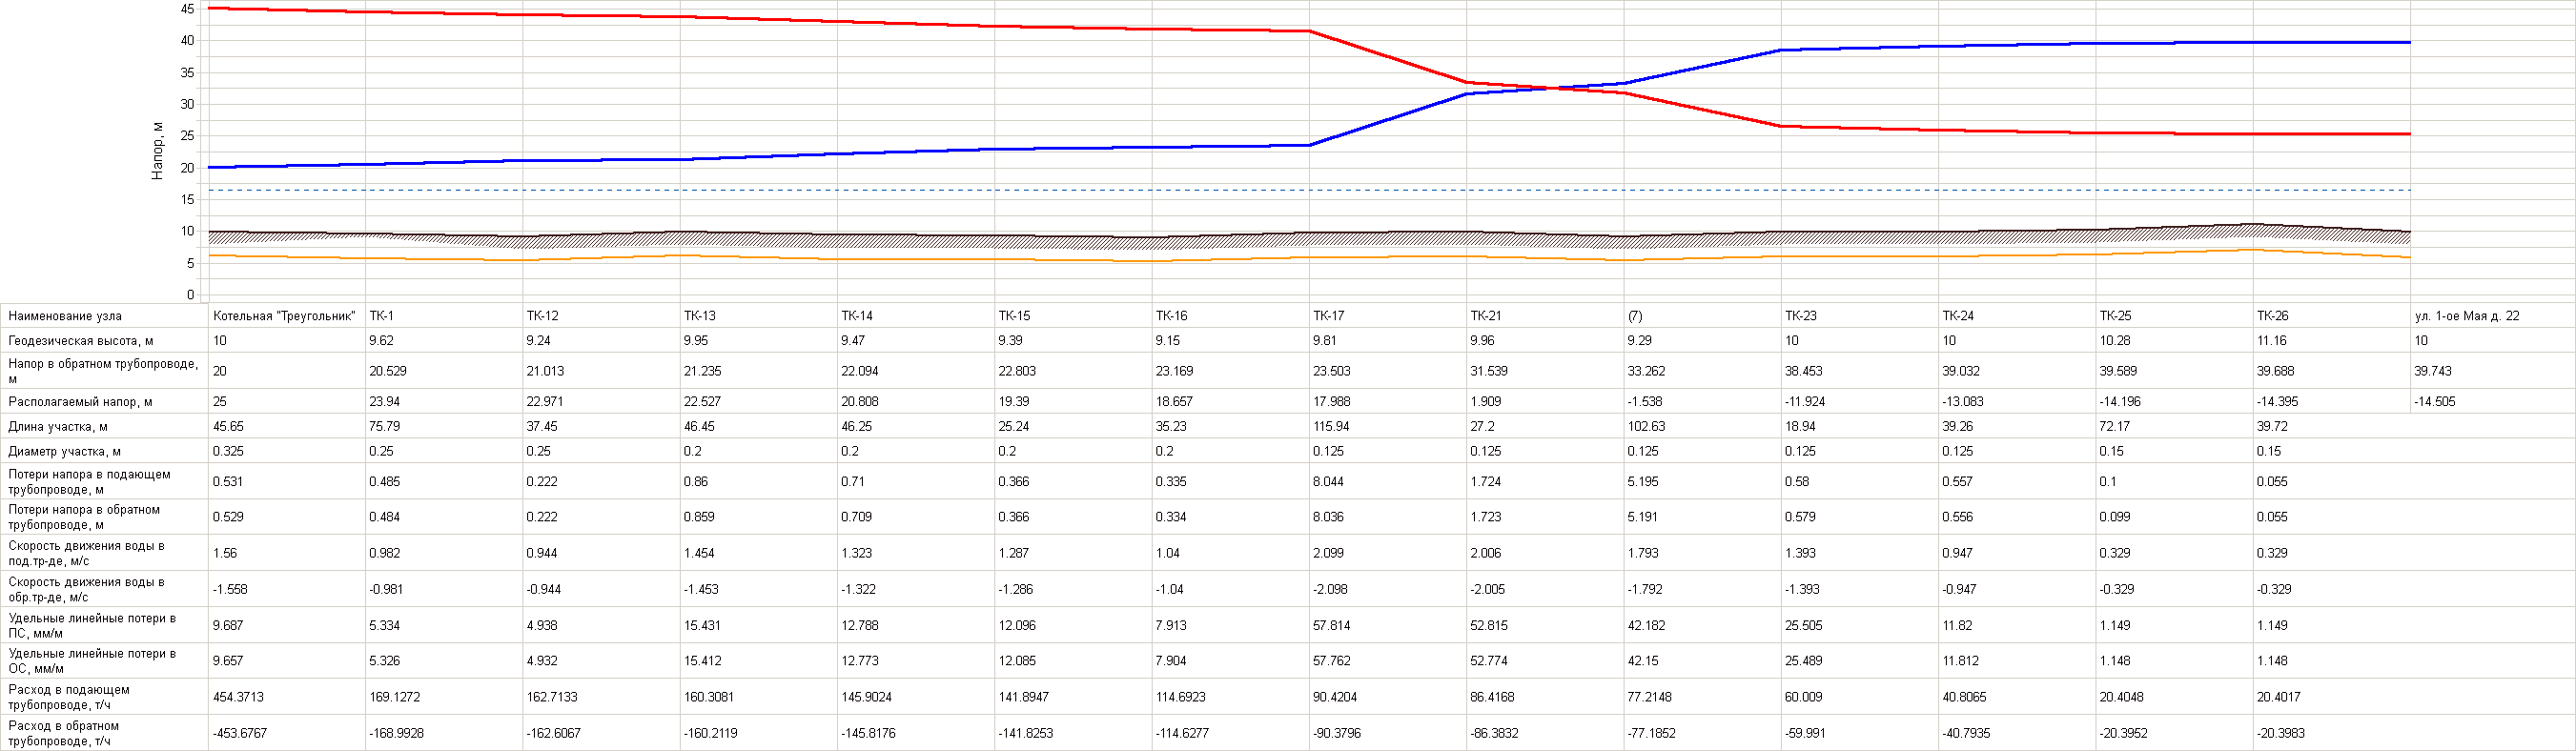 45
40
35
30
25
20
15
10
5
0
Напор, м
Наименование узла Котельная "Треугольник" ТК-1 ТК-12 ТК-13 ТК-14 ТК-15 ТК-16 ТК-17 ТК-21 (7) ТК-23 ТК-24 ТК-25 ТК-26 ул. 1-ое Мая д. 22
Геодезическая высота, м 10 9.62 9.24 9.95 9.47 9.39 9.15 9.81 9.96 9.29 10 10 10.28 11.16 10
Напор в обратном трубопроводе,
м 20 20.529 21.013 21.235 22.094 22.803 23.169 23.503 31.539 33.262 38.453 39.032 39.589 39.688 39.743
Располагаемый напор, м 25 23.94 22.971 22.527 20.808 19.39 18.657 17.988 1.909 -1.538 -11.924 -13.083 -14.196 -14.395 -14.505
Длина участка, м 45.65 75.79 37.45 46.45 46.25 25.24 35.23 115.94 27.2 102.63 18.94 39.26 72.17 39.72
Диаметр участка, м 0.325 0.25 0.25 0.2 0.2 0.2 0.2 0.125 0.125 0.125 0.125 0.125 0.15 0.15
Потери напора в подающем
трубопроводе, м 0.531 0.485 0.222 0.86 0.71 0.366 0.335 8.044 1.724 5.195 0.58 0.557 0.1 0.055
Потери напора в обратном
трубопроводе, м 0.529 0.484 0.222 0.859 0.709 0.366 0.334 8.036 1.723 5.191 0.579 0.556 0.099 0.055
Скорость движения воды в
под.тр-де, м/с 1.56 0.982 0.944 1.454 1.323 1.287 1.04 2.099 2.006 1.793 1.393 0.947 0.329 0.329
Скорость движения воды в
обр.тр-де, м/с -1.558 -0.981 -0.944 -1.453 -1.322 -1.286 -1.04 -2.098 -2.005 -1.792 -1.393 -0.947 -0.329 -0.329
Удельные линейные потери в
ПС, мм/м 9.687 5.334 4.938 15.431 12.788 12.096 7.913 57.814 52.815 42.182 25.505 11.82 1.149 1.149
Удельные линейные потери в
ОС, мм/м 9.657 5.326 4.932 15.412 12.773 12.085 7.904 57.762 52.774 42.15 25.489 11.812 1.148 1.148
Расход в подающем
трубопроводе, т/ч 454.3713 169.1272 162.7133 160.3081 145.9024 141.8947 114.6923 90.4204 86.4168 77.2148 60.009 40.8065 20.4048 20.4017
Расход в обратном
трубопроводе, т/ч -453.6767 -168.9928 -162.6067 -160.2119 -145.8176 -141.8253 -114.6277 -90.3796 -86.3832 -77.1852 -59.991 -40.7935 -20.3952 -20.3983